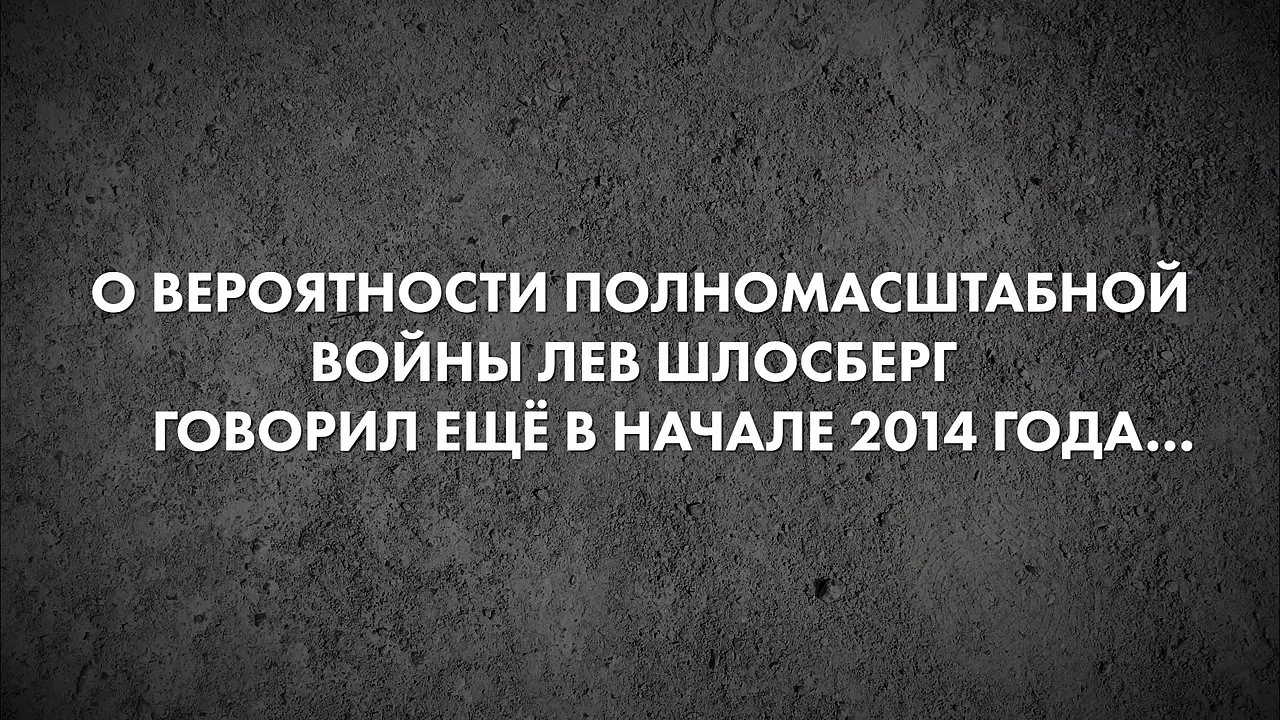 О ВЕРОЯТНОСТИ ПОЛНОМАСШТАБНОЙ
ВОЙНЫ ЛЕВ ШЛОСБЕРГ
ГОВОРИЛ ЕЩЁ В НАЧАЛЕ 2014 ГОДА...